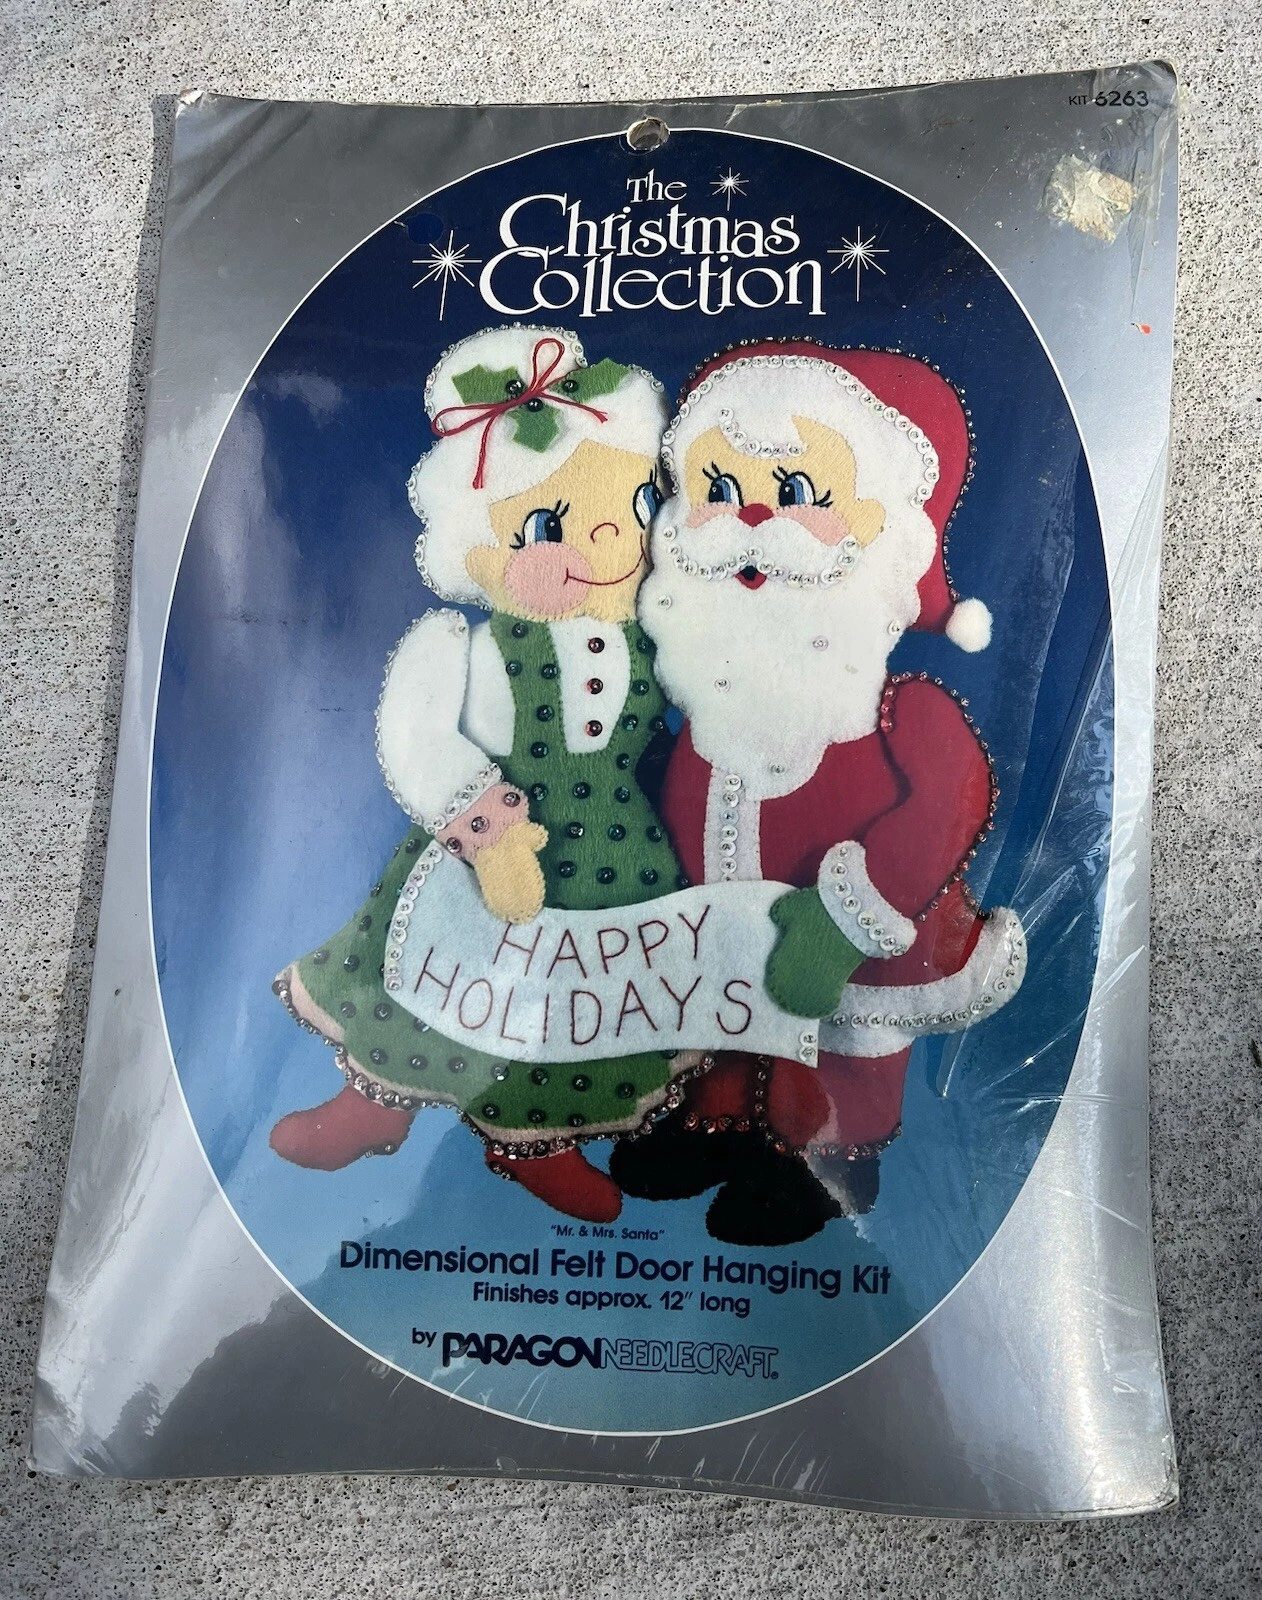 KIT 6263
The
Christmas
Collection
HAPPY
HOLIDAYS
"Mr. & Mrs. Santa"
Dimensional Felt Door Hanging Kit
Finishes approx. 12" long
by PARAGON NEEDLECRAFT®